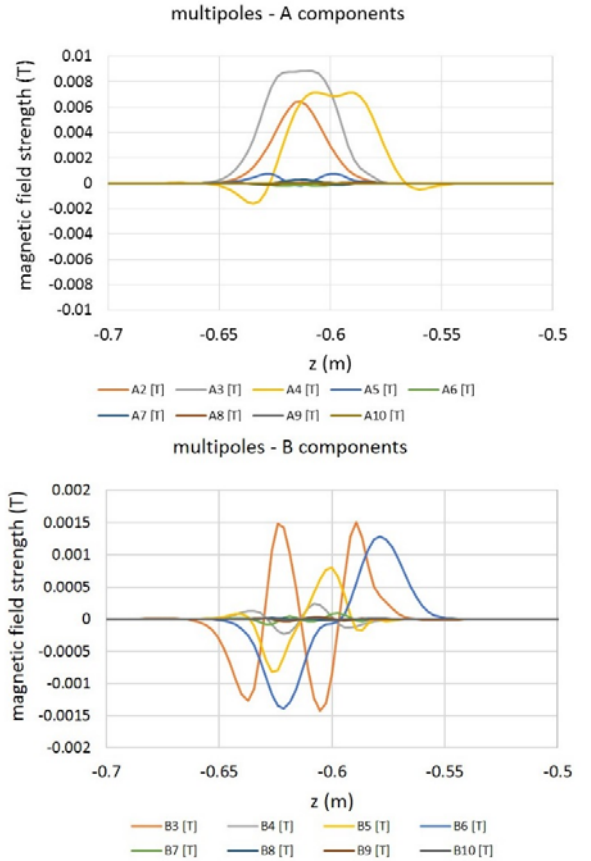 multipoles - A components
magnetic field strength (T)
0.01
0.008
0.006
0.004
0.002
0
-0.002
-0.004
-0.006
-0.008
-0.01
-0.7 -0.65 -0.6 -0.55 -0.5
z (m)
A2 [T] A3 [T] A4 [T] A5 [T] A6 [T]
A7 [T] A8 [T] A9 [T] A10 [T]
multipoles - B components
magnetic field strength (T)
0.002
0.0015
0.001
0.0005
0
-0.0005
-0.001
-0.0015
-0.002
-0.7 -0.65 -0.6 -0.55 -0.5
z (m)
B3 [T] B4 [T] B5 [T] B6 [T]
B7 [T] B8 [T] B9 [T] B10 [T]